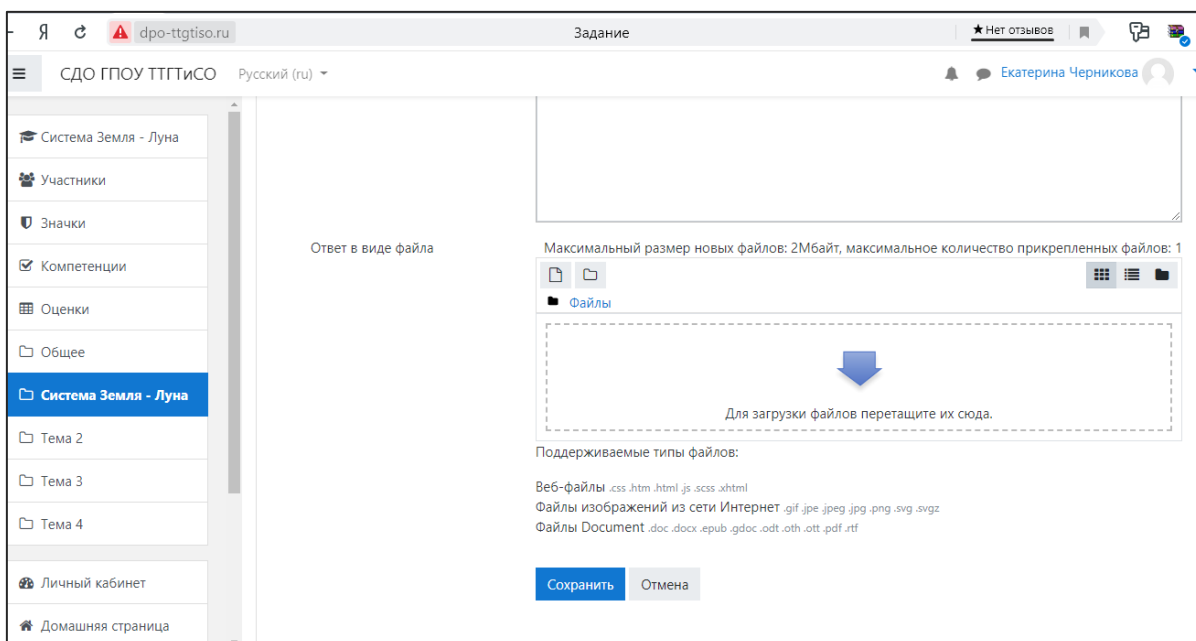 Я dpo-ttgtiso.ru Задание ★ Нет отзывов
СДО ГПОУ ТТГТиСО Русский (ru) Екатерина Черникова
Система Земля - Луна
Участники
Значки
Ответ в виде файла Максимальный размер новых файлов: 2Мбайт, максимальное количество прикрепленных файлов: 1
Компетенции
Файлы
Оценки
Общее
Система Земля - Луна
Для загрузки файлов перетащите их сюда.
Тема 2
Поддерживаемые типы файлов:
Тема 3
Веб-файлы .css .htm .html .js .scss .xhtml
Файлы изображений из сети Интернет .gif .jpe .jpeg .jpg .png .svg .svgz
Тема 4
Файлы Document .doc .docx .epub .gdoc .odt .oth .ott .pdf .rtf
Личный кабинет
Сохранить Отмена
Домашняя страница